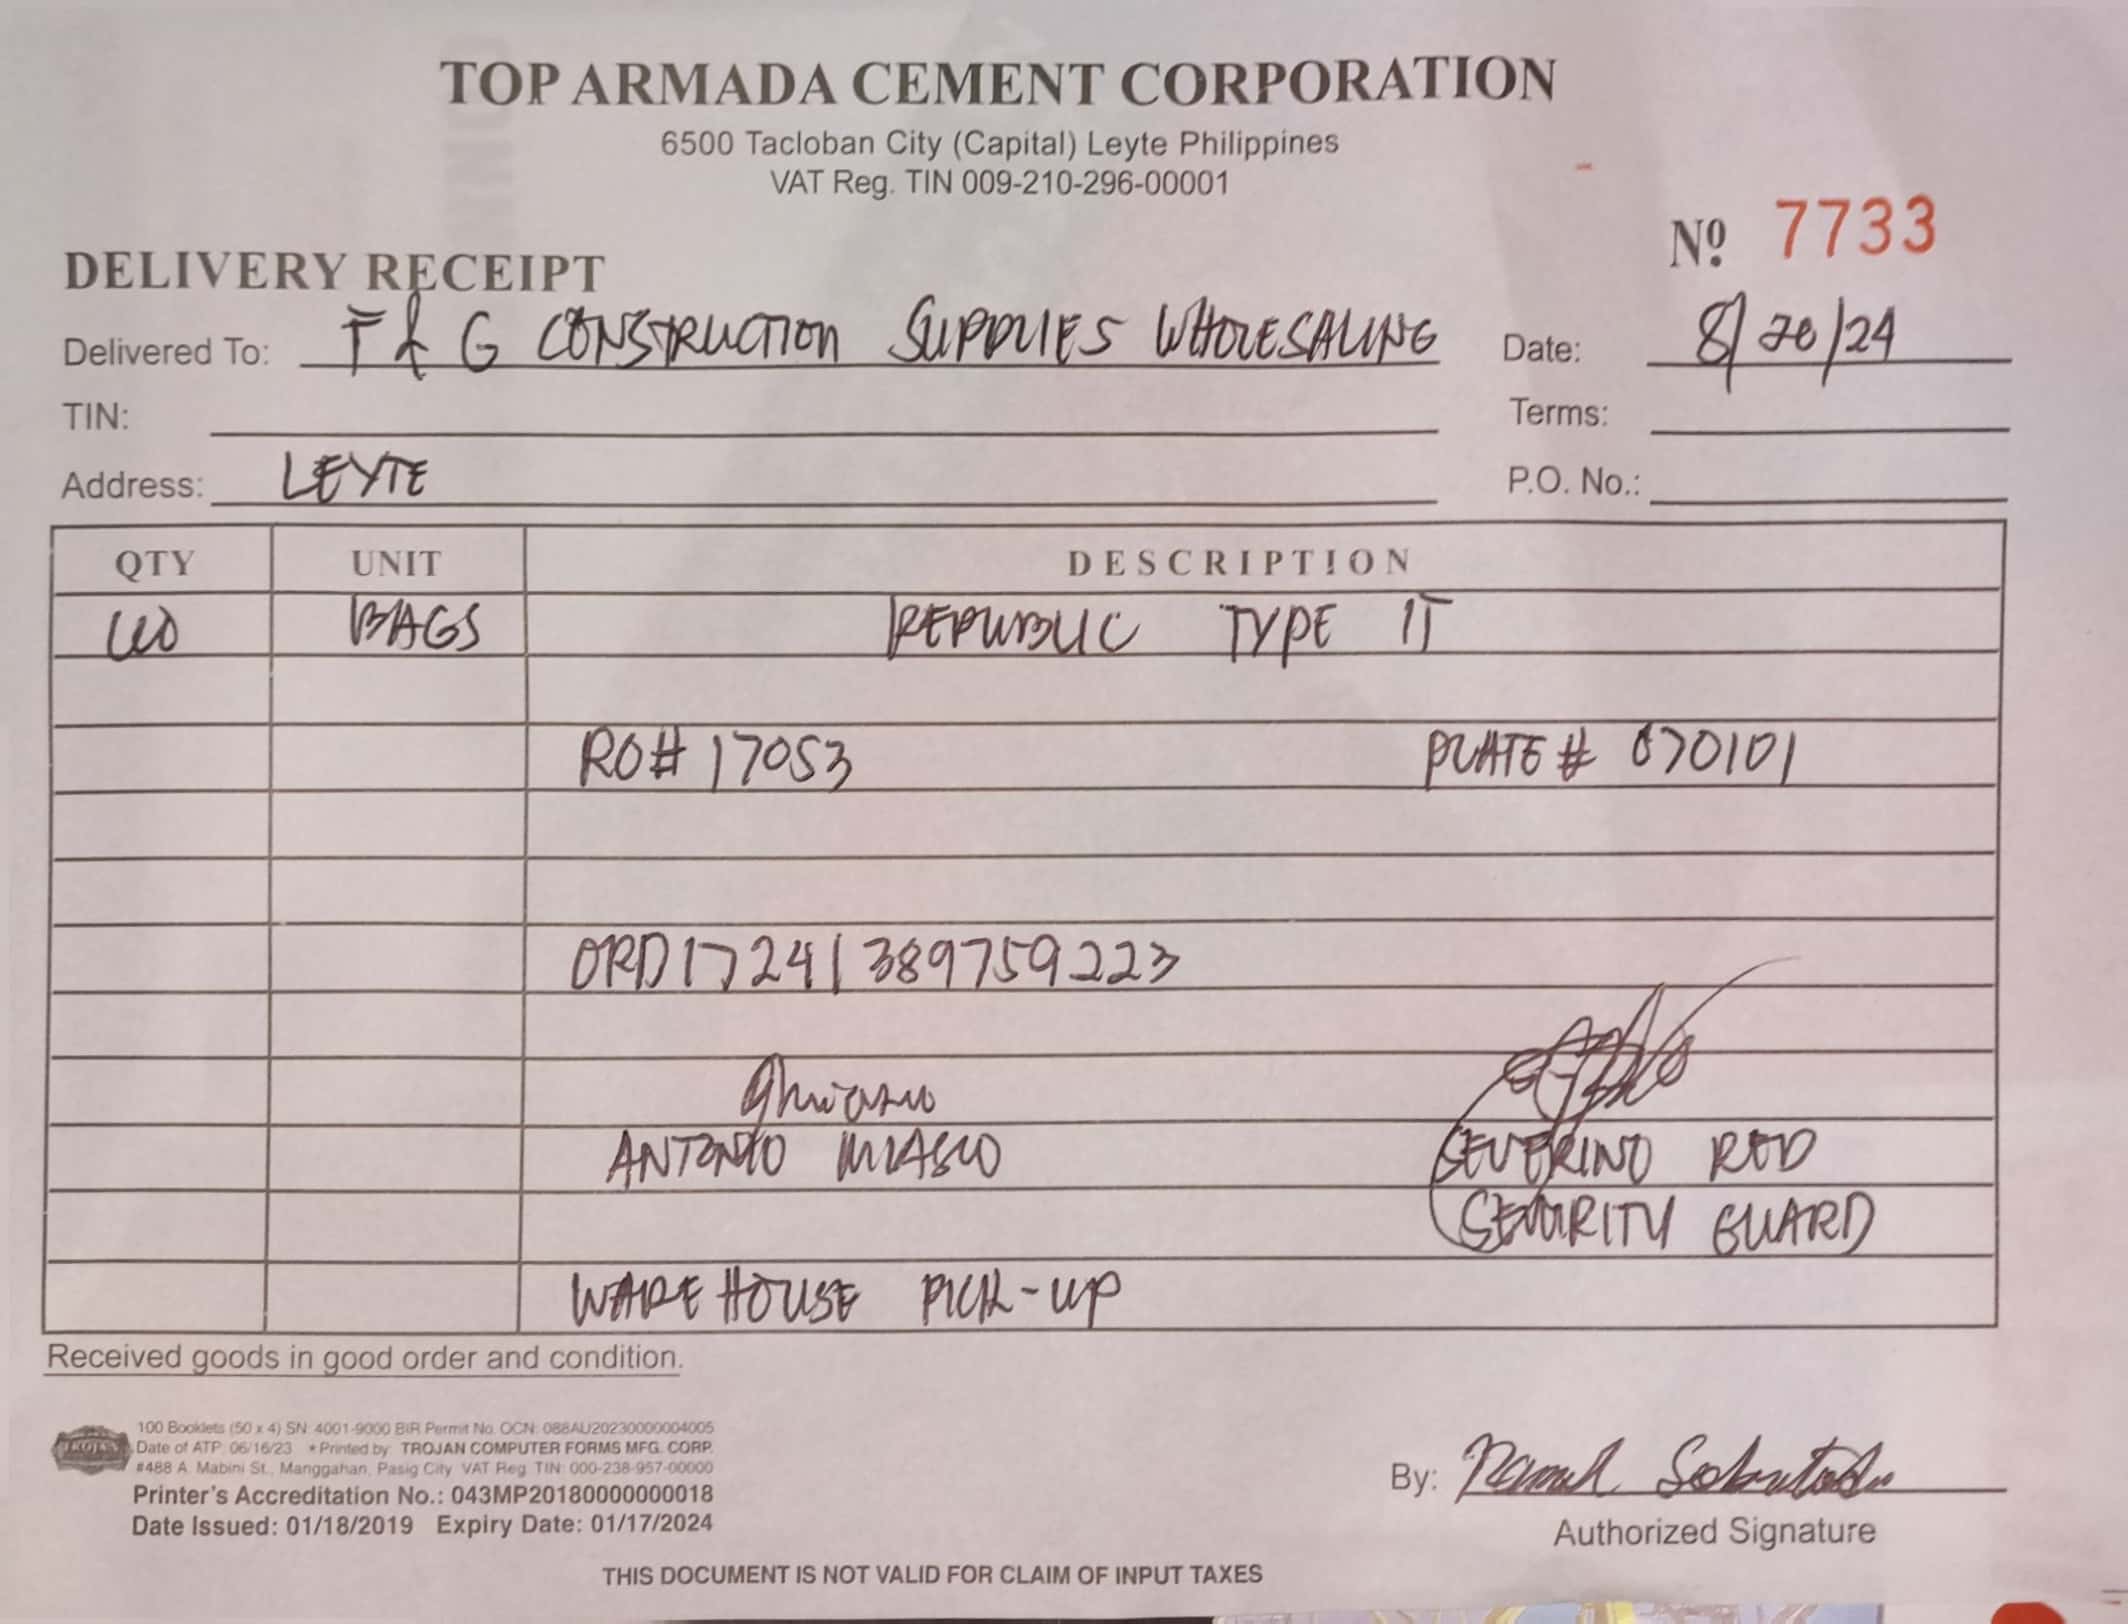 TOP ARMADA CEMENT CORPORATION
6500 Tacloban City (Capital) Leyte Philippines
VAT Reg. TIN 009-210-296-00001
Nº 7733
DELIVERY RECEIPT
Delivered To: F & G CONSTRUCTION SUPPLIES WHOLESALING Date: 8/20/24
TIN: Terms:
Address: LEYTE P.O. No.:
QTY UNIT DESCRIPTION
BAGS REPUBLIC TYPE 1T
RO# 17053 PLATE # 070101
ORD17241389759223
ANTONIO SEVERINO RED
SECURITY GUARD
WAREHOUSE PICK-UP
Received goods in good order and condition.
TROJAN
100 Booklets (50 x 4) SN: 4001-9000 BIR Permit No. OCN: 088AU20230000004005
Date of ATP: 06/16/23 * Printed by: TROJAN COMPUTER FORMS MFG. CORP.
#488 A. Mabini St., Manggahan, Pasig City VAT Reg. TIN: 000-238-957-00000
Printer's Accreditation No.: 043MP20180000000018
Date Issued: 01/18/2019 Expiry Date: 01/17/2024
By:
Authorized Signature
THIS DOCUMENT IS NOT VALID FOR CLAIM OF INPUT TAXES